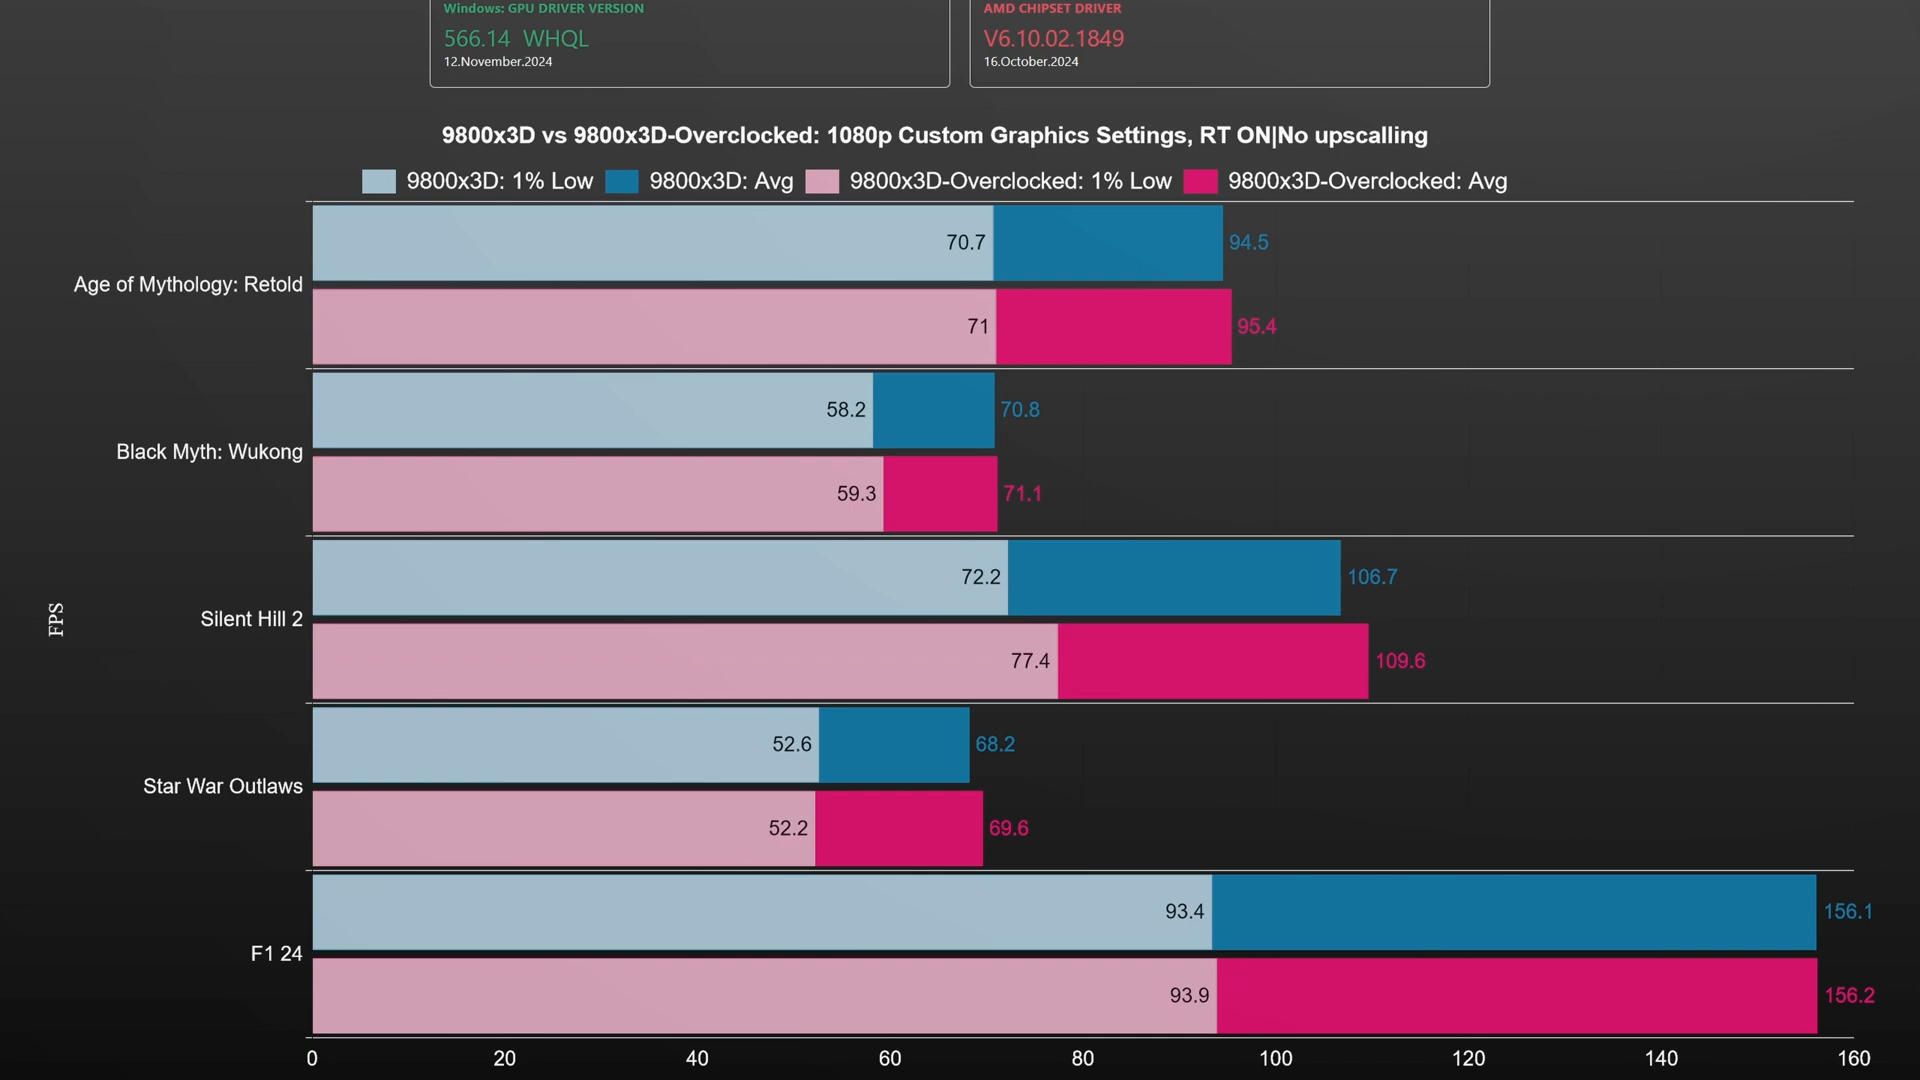 Windows: GPU DRIVER VERSION
566.14 WHQL
12.November.2024
AMD CHIPSET DRIVER
V6.10.02.1849
16.October.2024
9800x3D vs 9800x3D-Overclocked: 1080p Custom Graphics Settings, RT ON|No upscalling
9800x3D: 1% Low 9800x3D: Avg 9800x3D-Overclocked: 1% Low 9800x3D-Overclocked: Avg
FPS
Age of Mythology: Retold
70.7 94.5
71 95.4
Black Myth: Wukong
58.2 70.8
59.3 71.1
Silent Hill 2
72.2 106.7
77.4 109.6
Star War Outlaws
52.6 68.2
52.2 69.6
F1 24
93.4 156.1
93.9 156.2
0 20 40 60 80 100 120 140 160